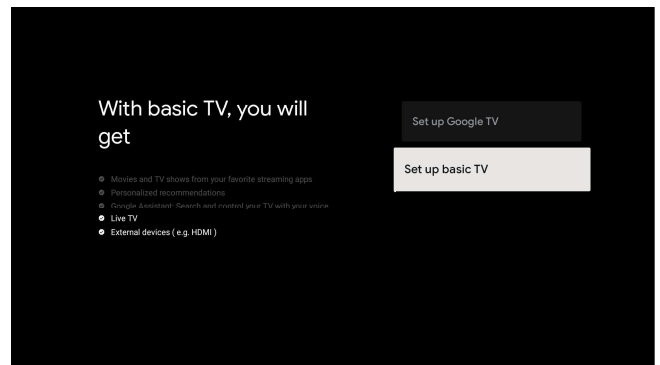 With basic TV, you will
get
Movies and TV shows from your favorite streaming apps
Personalized recommendations
Google Assistant: Search and control your TV with your voice
Live TV
External devices ( e.g. HDMI )
Set up Google TV
Set up basic TV